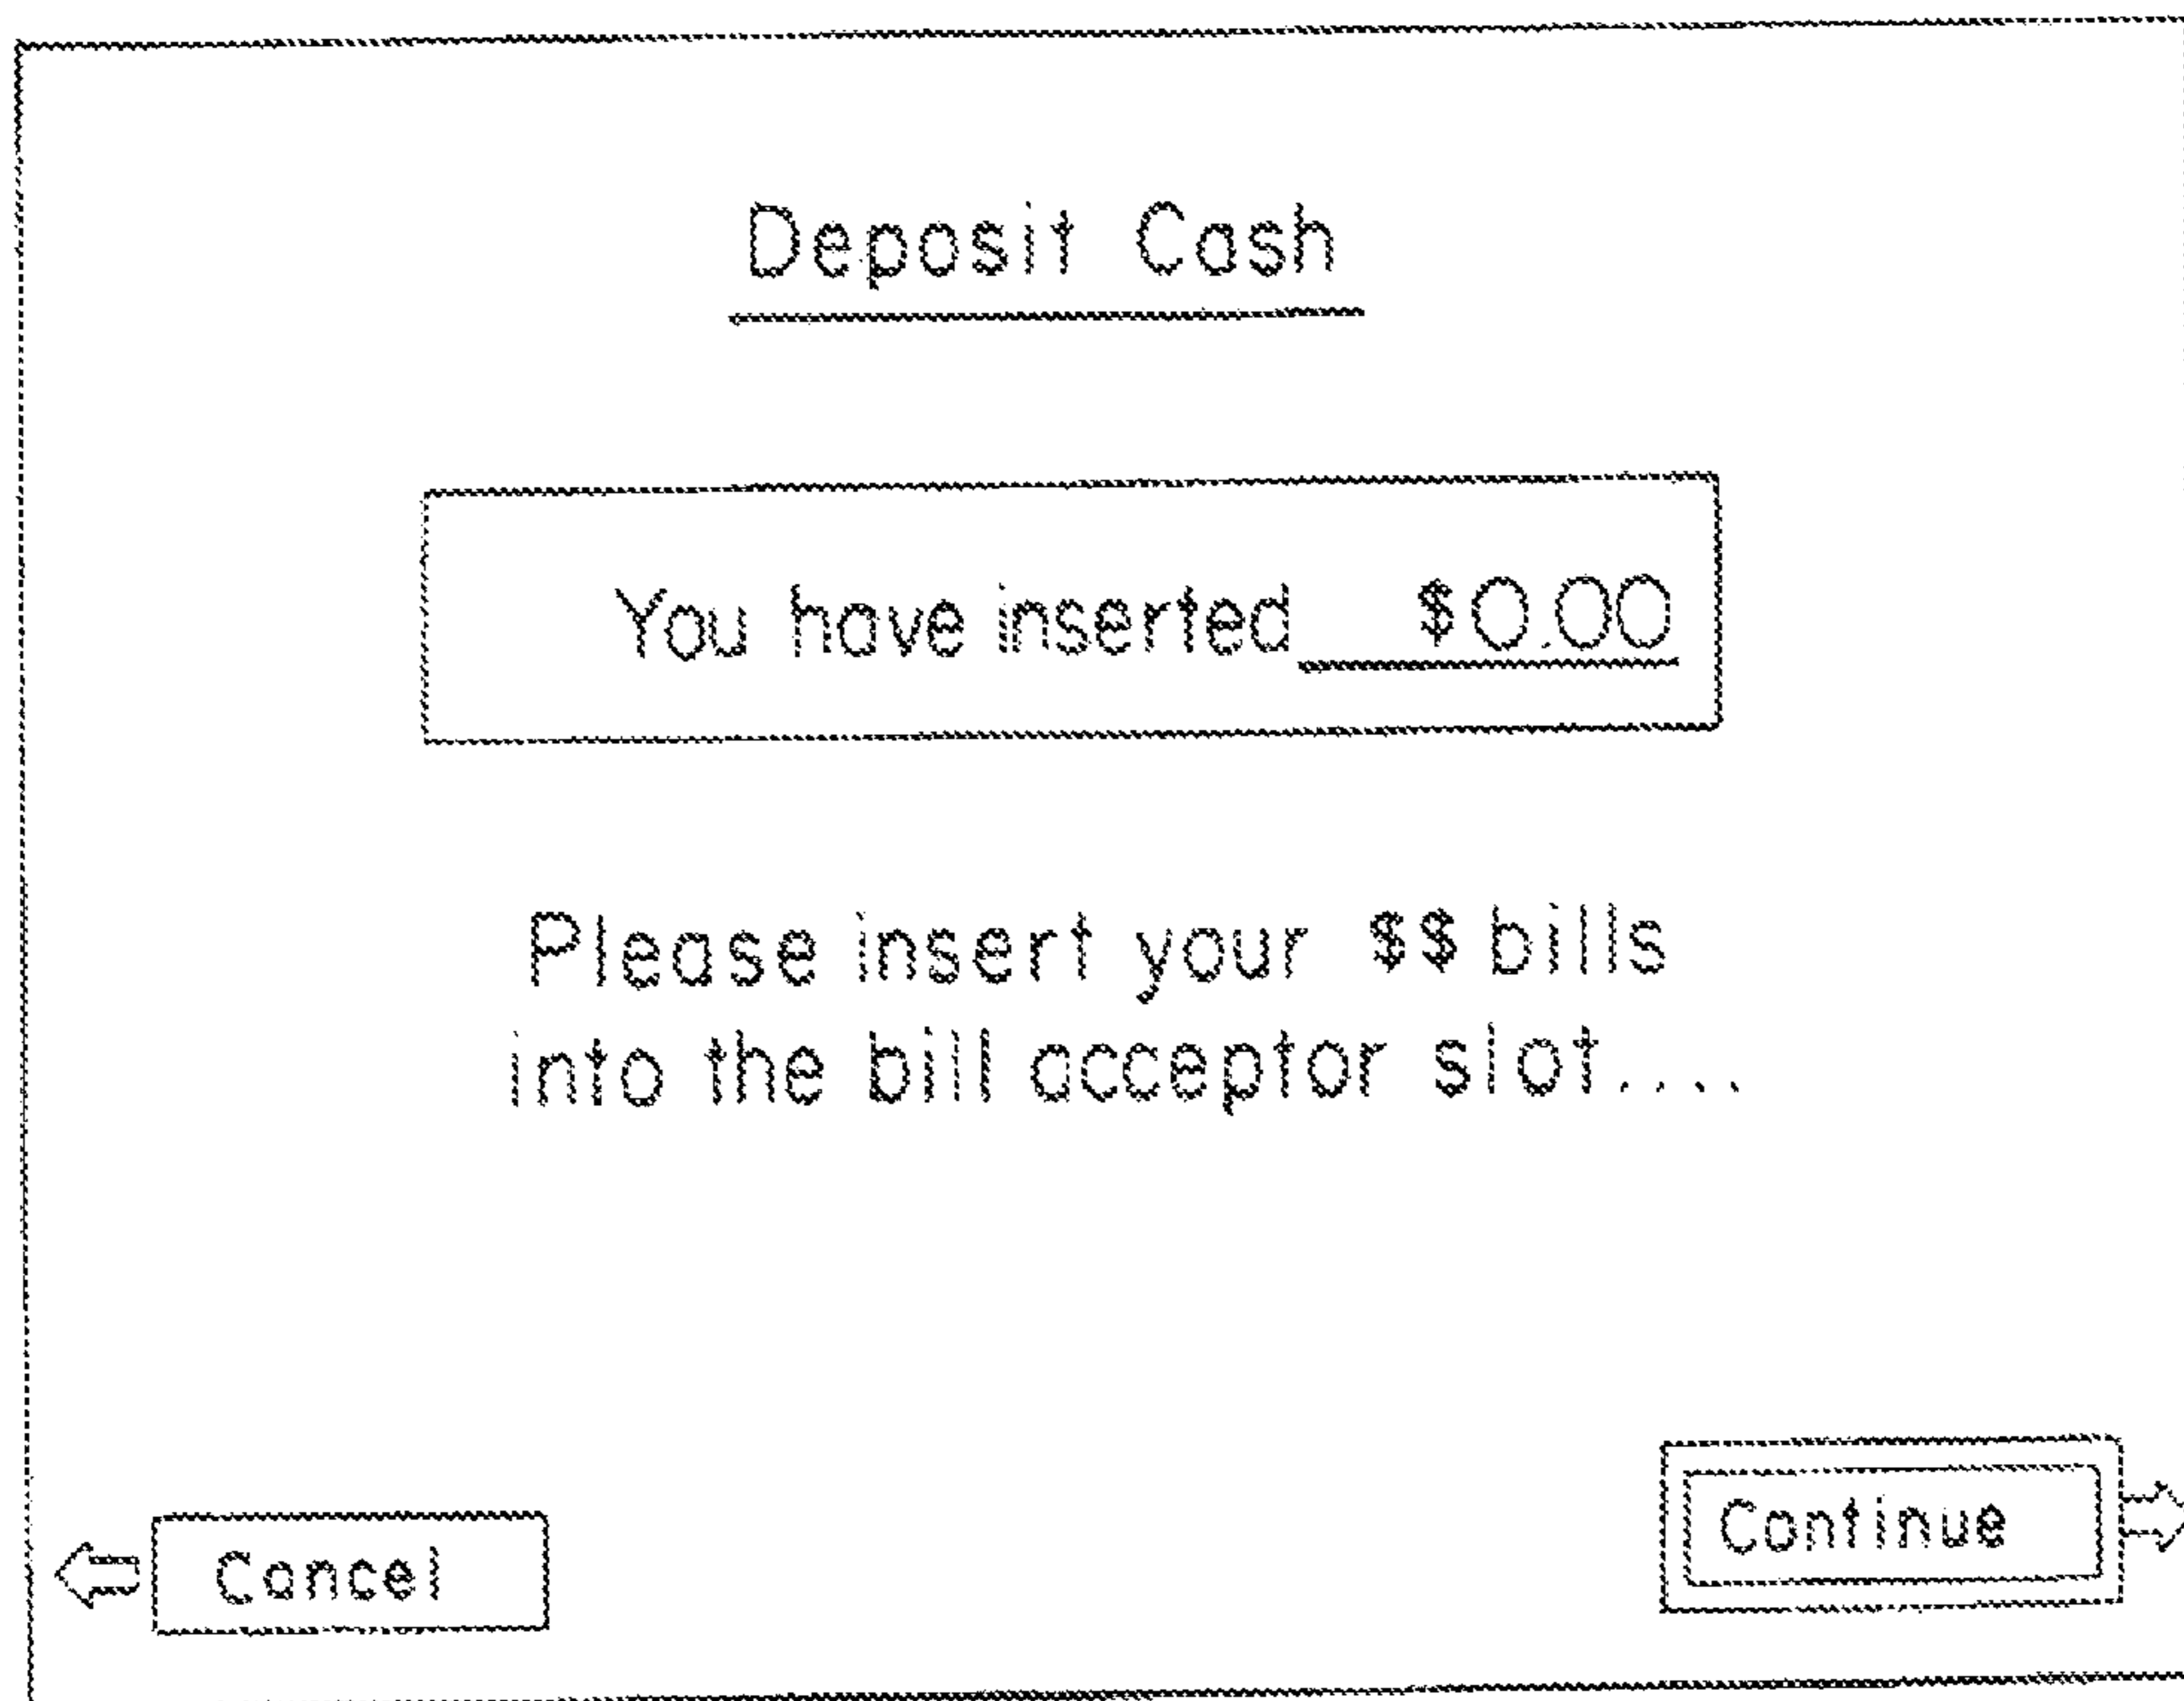 Deposit Cash
You have inserted $0.00
Please insert your $$ bills
into the bill acceptor slot....
Cancel
Continue